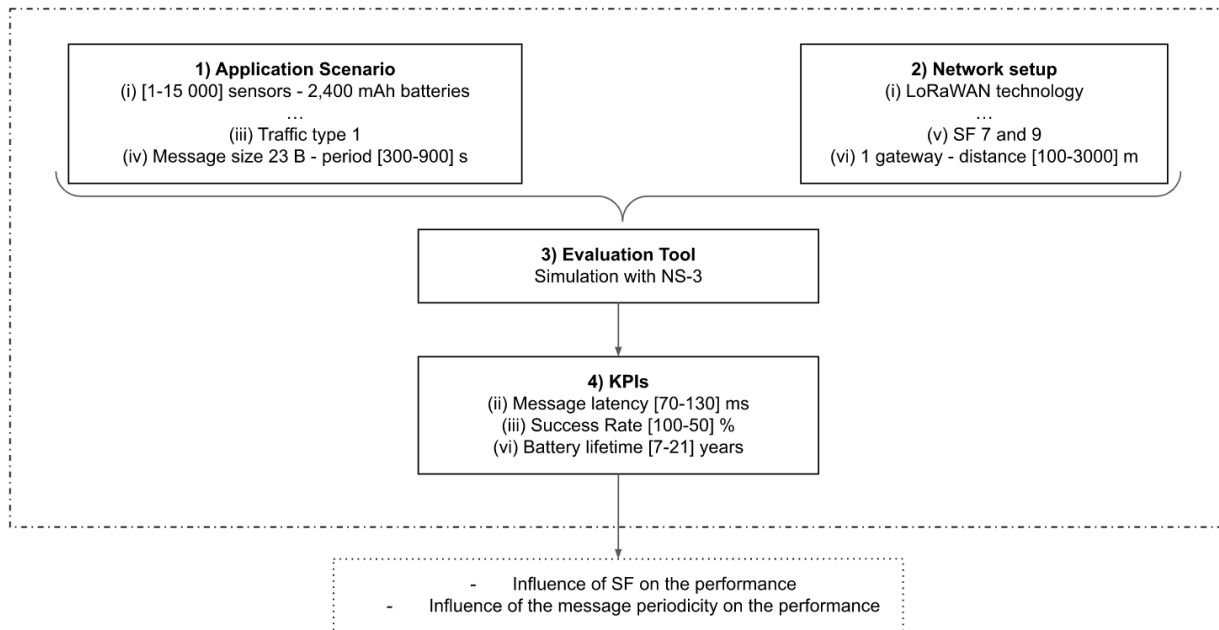 1) Application Scenario
(i) [1-15 000] sensors - 2,400 mAh batteries
…
(iii) Traffic type 1
(iv) Message size 23 B - period [300-900] s
2) Network setup
(i) LoRaWAN technology
…
(v) SF 7 and 9
(vi) 1 gateway - distance [100-3000] m
3) Evaluation Tool
Simulation with NS-3
4) KPIs
(ii) Message latency [70-130] ms
(iii) Success Rate [100-50] %
(vi) Battery lifetime [7-21] years
- Influence of SF on the performance
- Influence of the message periodicity on the performance